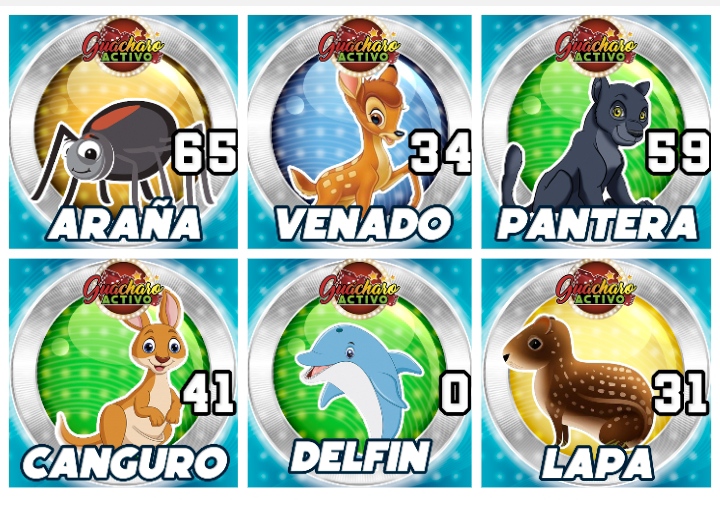 Guácharo
ACTIVO
65
ARAÑA
Guácharo
ACTIVO
34
VENADO
Guácharo
ACTIVO
59
PANTERA
Guácharo
ACTIVO
41
CANGURO
Guácharo
ACTIVO
0
DELFIN
Guácharo
ACTIVO
31
LAPA